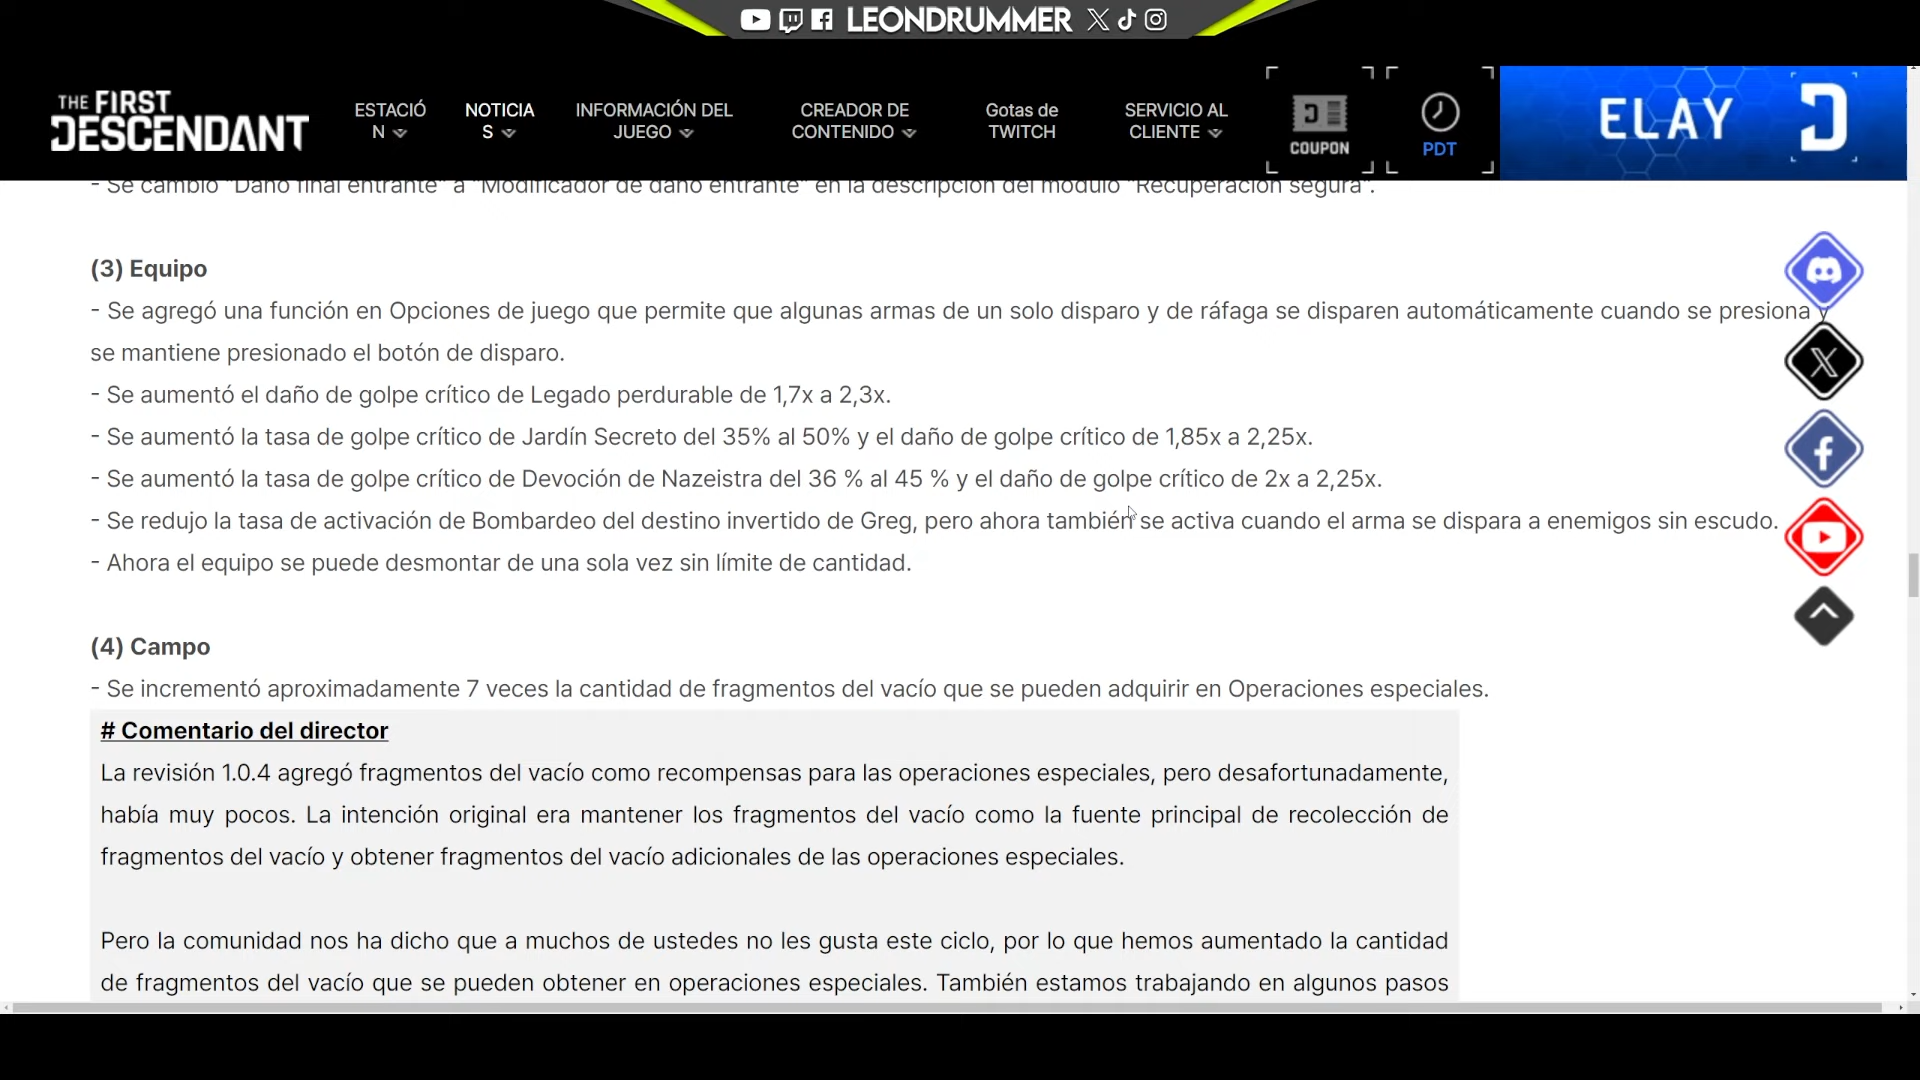 LEONDRUMMER
THE FIRST
DESCENDANT
ESTACIÓ
N
NOTICIA
S
INFORMACIÓN DEL
JUEGO
CREADOR DE
CONTENIDO
Gotas de
TWITCH
SERVICIO AL
CLIENTE
COUPON
PDT
ELAY
- Se cambió "Daño final entrante" a "Modificador de daño entrante" en la descripción del módulo "Recuperación segura".
(3) Equipo
- Se agregó una función en Opciones de juego que permite que algunas armas de un solo disparo y de ráfaga se disparen automáticamente cuando se presiona y
se mantiene presionado el botón de disparo.
- Se aumentó el daño de golpe crítico de Legado perdurable de 1,7x a 2,3x.
- Se aumentó la tasa de golpe crítico de Jardín Secreto del 35% al 50% y el daño de golpe crítico de 1,85x a 2,25x.
- Se aumentó la tasa de golpe crítico de Devoción de Nazeistra del 36 % al 45 % y el daño de golpe crítico de 2x a 2,25x.
- Se redujo la tasa de activación de Bombardeo del destino invertido de Greg, pero ahora también se activa cuando el arma se dispara a enemigos sin escudo.
- Ahora el equipo se puede desmontar de una sola vez sin límite de cantidad.
(4) Campo
- Se incrementó aproximadamente 7 veces la cantidad de fragmentos del vacío que se pueden adquirir en Operaciones especiales.
# Comentario del director
La revisión 1.0.4 agregó fragmentos del vacío como recompensas para las operaciones especiales, pero desafortunadamente,
había muy pocos. La intención original era mantener los fragmentos del vacío como la fuente principal de recolección de
fragmentos del vacío y obtener fragmentos del vacío adicionales de las operaciones especiales.
Pero la comunidad nos ha dicho que a muchos de ustedes no les gusta este ciclo, por lo que hemos aumentado la cantidad
de fragmentos del vacío que se pueden obtener en operaciones especiales. También estamos trabajando en algunos pasos